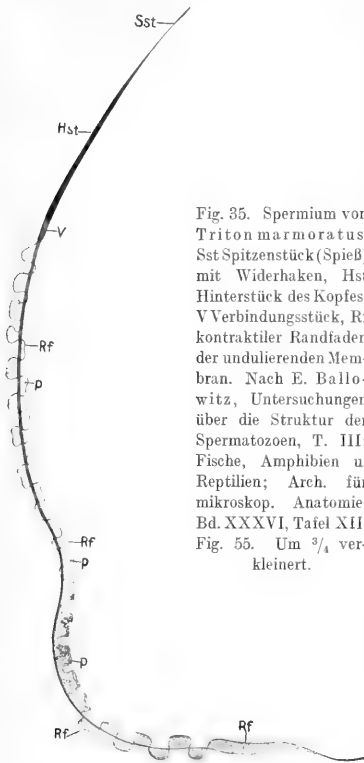 Sst
Hst
V
Rf
p
Rf
p
p
Rf
Rf
Fig. 35. Spermium von
Triton marmoratus.
Sst Spitzenstück (Spieß)
mit Widerhaken, Hst
Hinterstück des Kopfes,
V Verbindungsstück, Rf
kontraktiler Randfaden
der undulierenden Mem-
bran. Nach E. Ballo-
witz, Untersuchungen
über die Struktur der
Spermatozoen, T. III:
Fische, Amphibien u.
Reptilien; Arch. für
mikroskop. Anatomie,
Bd. XXXVI, Tafel XII,
Fig. 55. Um 3/4 ver-
kleinert.